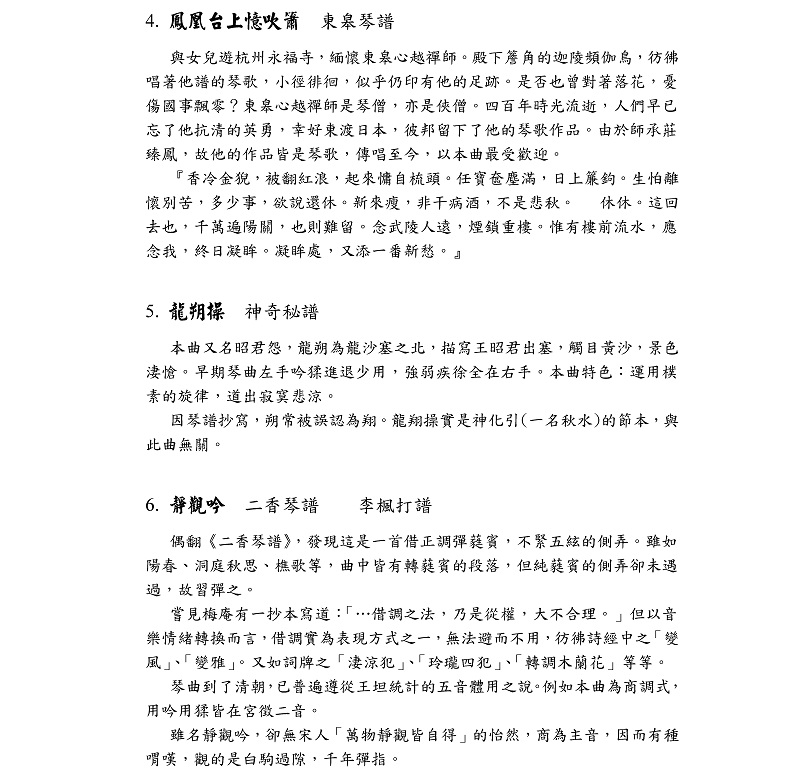 4. 鳳凰台上憶吹簫　東皋琴譜
與女兒遊杭州永福寺，緬懷東皋心越禪師。殿下簷角的迦陵頻伽鳥，彷彿
唱著他譜的琴歌，小徑徘徊，似乎仍印有他的足跡。是否也曾對著落花，憂
傷國事飄零？東皋心越禪師是琴僧，亦是俠僧。四百年時光流逝，人們早已
忘了他抗清的英勇，幸好東渡日本，彼邦留下了他的琴歌作品。由於師承莊
臻鳳，故他的作品皆是琴歌，傳唱至今，以本曲最受歡迎。
『香冷金猊，被翻紅浪，起來慵自梳頭。任寶奩塵滿，日上簾鉤。生怕離
懷別苦，多少事，欲說還休。新來瘦，非干病酒，不是悲秋。　休休。這回
去也，千萬遍陽關，也則難留。念武陵人遠，煙鎖重樓。惟有樓前流水，應
念我，終日凝眸。凝眸處，又添一番新愁。』
5. 龍朔操　神奇秘譜
本曲又名昭君怨，龍朔為龍沙塞之北，描寫王昭君出塞，觸目黃沙，景色
淒愴。早期琴曲左手吟猱進退少用，強弱疾徐全在右手。本曲特色：運用樸
素的旋律，道出寂寞悲涼。
因琴譜抄寫，朔常被誤認為翔。龍翔操實是神化引(一名秋水)的節本，與
此曲無關。
6. 靜觀吟　二香琴譜　　李楓打譜
偶翻《二香琴譜》，發現這是一首借正調彈蕤賓，不緊五絃的側弄。雖如
陽春、洞庭秋思、樵歌等，曲中皆有轉蕤賓的段落，但純蕤賓的側弄卻未遇
過，故習彈之。
嘗見梅庵有一抄本寫道：「⋯借調之法，乃是從權，大不合理。」但以音
樂情緒轉換而言，借調實為表現方式之一，無法避而不用，彷彿詩經中之「變
風」、「變雅」。又如詞牌之「淒涼犯」、「玲瓏四犯」、「轉調木蘭花」等等。
琴曲到了清朝，已普遍遵從王坦統計的五音體用之說。例如本曲為商調式，
用吟用猱皆在宮徵二音。
雖名靜觀吟，卻無宋人「萬物靜觀皆自得」的怡然，商為主音，因而有種
喟嘆，觀的是白駒過隙，千年彈指。